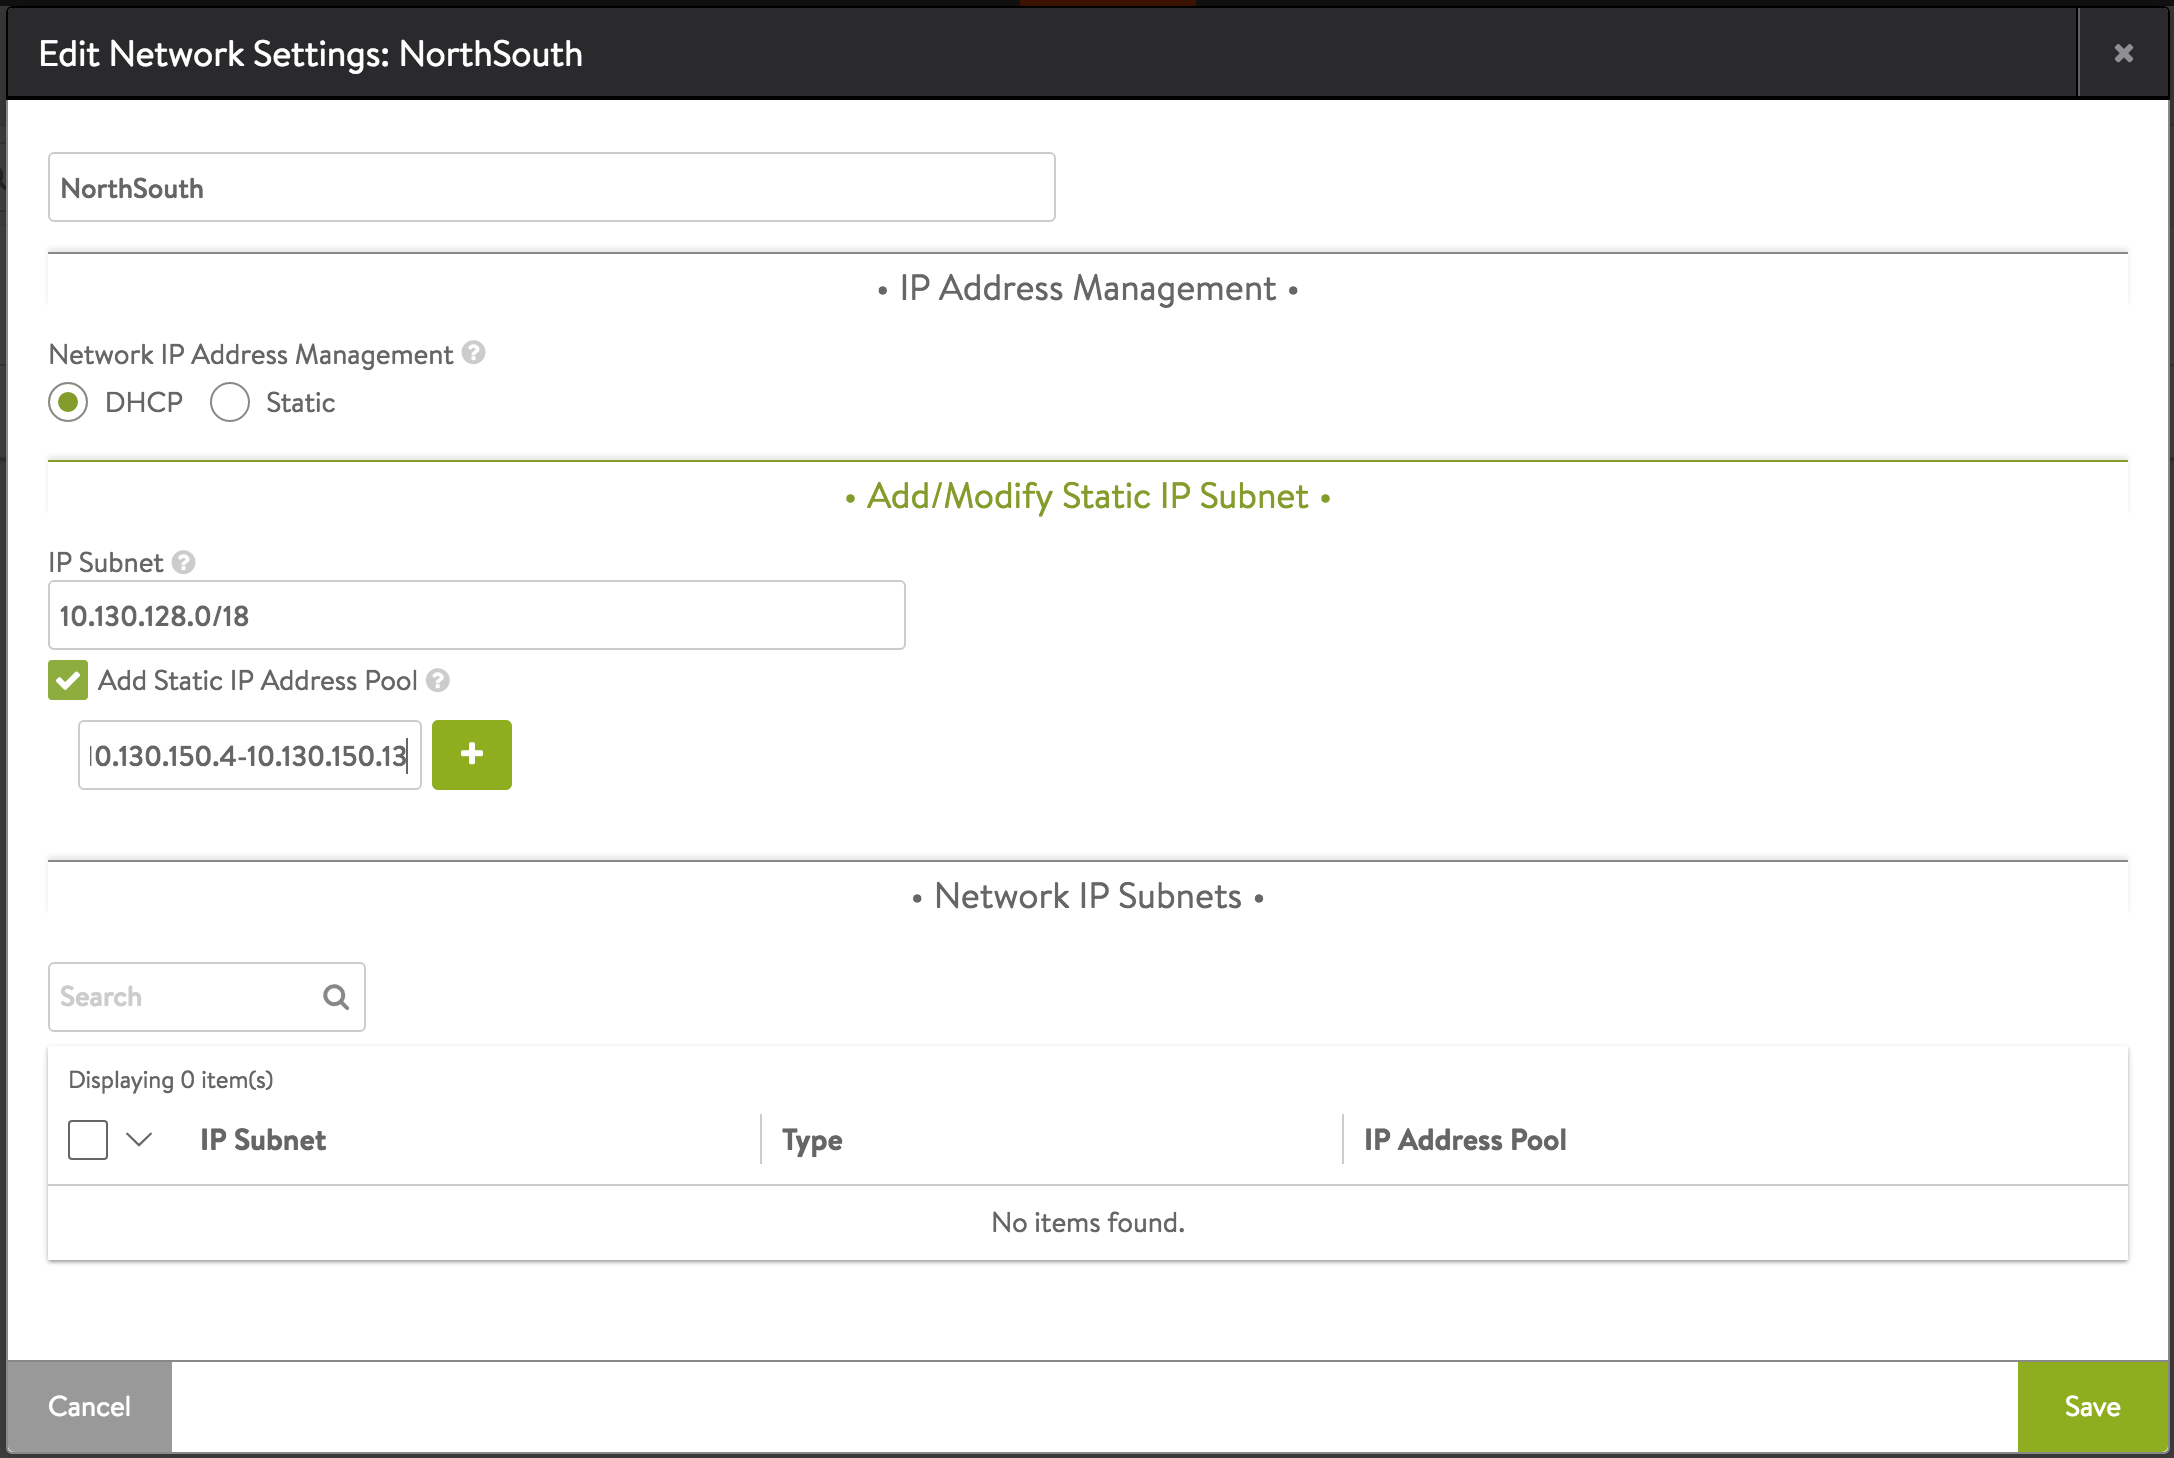 Edit Network Settings: NorthSouth
NorthSouth
• IP Address Management •
Network IP Address Management ?
DHCP Static
• Add/Modify Static IP Subnet •
IP Subnet ?
10.130.128.0/18
Add Static IP Address Pool ?
10.130.150.4-10.130.150.13
• Network IP Subnets •
Search
Displaying 0 item(s)
IP Subnet Type IP Address Pool
No items found.
Cancel Save